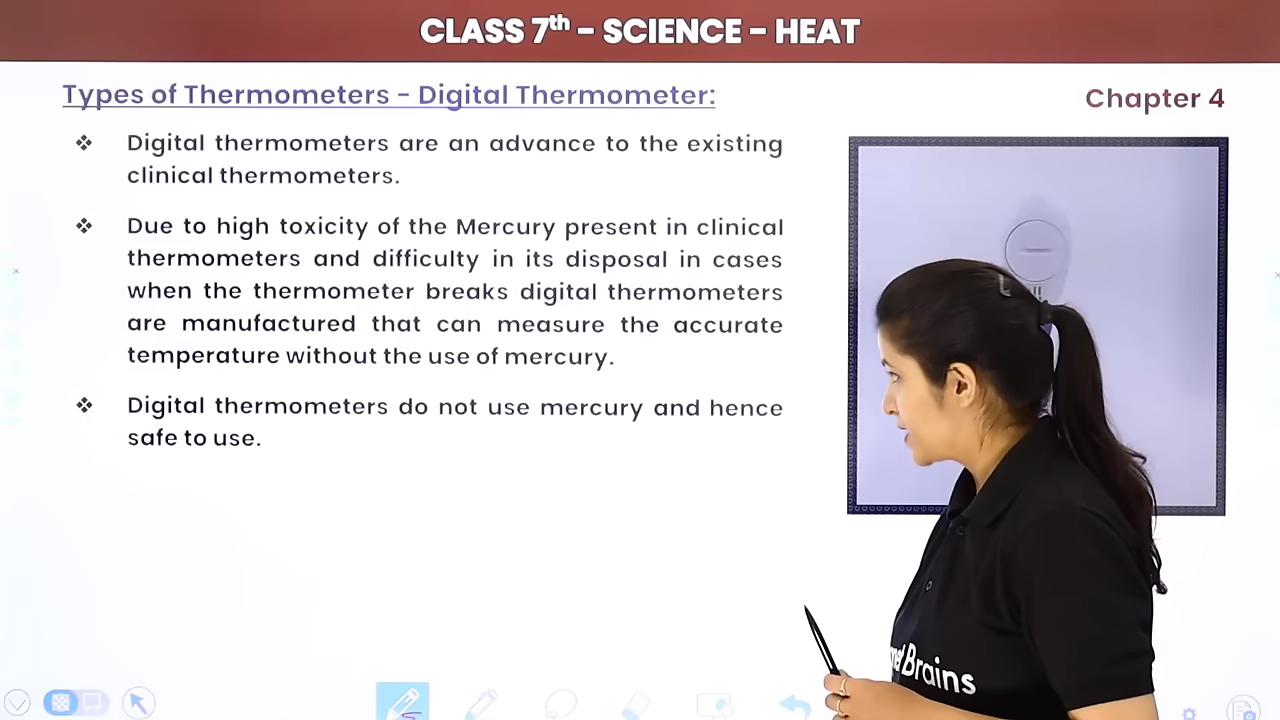 CLASS 7th - SCIENCE - HEAT
Types of Thermometers - Digital Thermometer:
Chapter 4
Digital thermometers are an advance to the existing
clinical thermometers.
Due to high toxicity of the Mercury present in clinical
thermometers and difficulty in its disposal in cases
when the thermometer breaks digital thermometers
are manufactured that can measure the accurate
temperature without the use of mercury.
Digital thermometers do not use mercury and hence
safe to use.
Brains